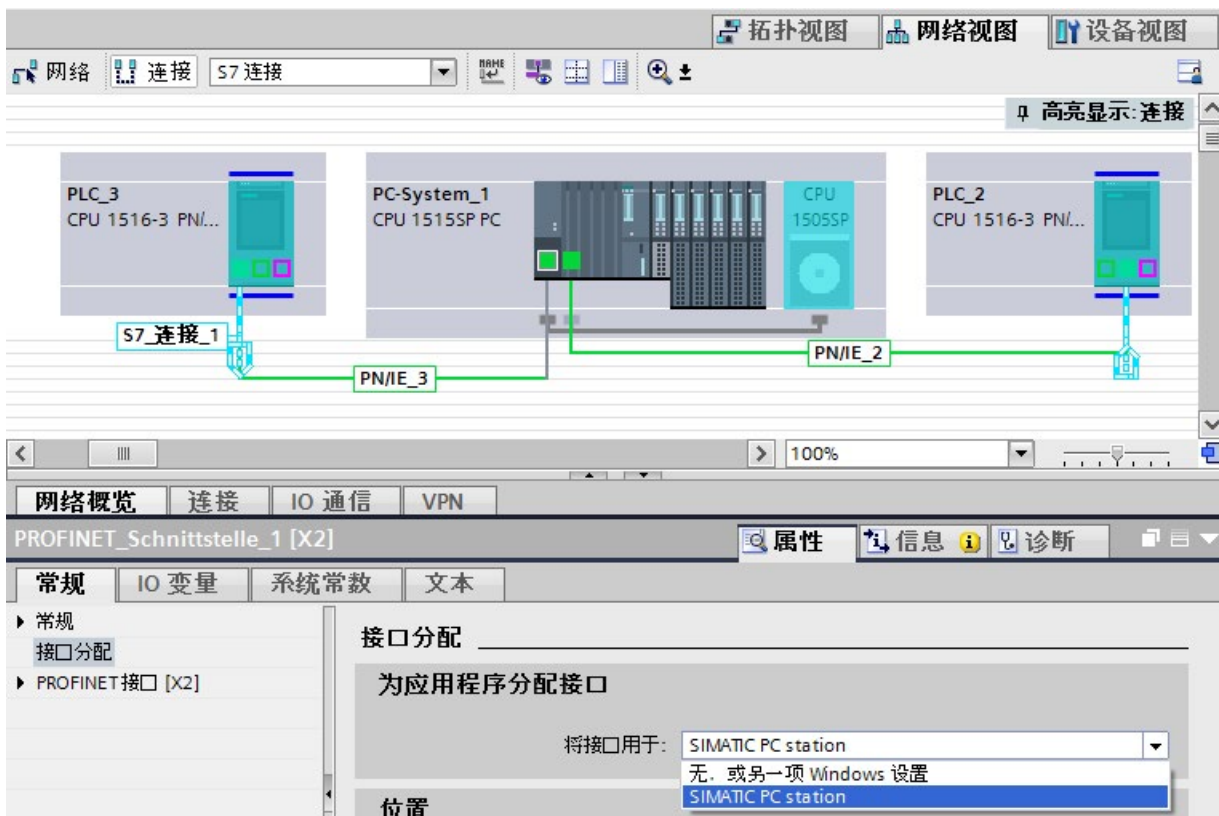 拓扑视图 网络视图 设备视图
网络 连接 S7 连接
高亮显示:连接
PLC_3
CPU 1516-3 PN/...
PC-System_1
CPU 1515SP PC
CPU
1505SP
PLC_2
CPU 1516-3 PN/...
S7_连接_1
PN/IE_2
PN/IE_3
100%
网络概览 连接 IO 通信 VPN
PROFINET_Schnittstelle_1 [X2] 属性 信息 诊断
常规 IO 变量 系统常数 文本
常规
接口分配
PROFINET接口 [X2]
接口分配
为应用程序分配接口
将接口用于: SIMATIC PC station
无. 或另一项 Windows 设置
SIMATIC PC station
位置